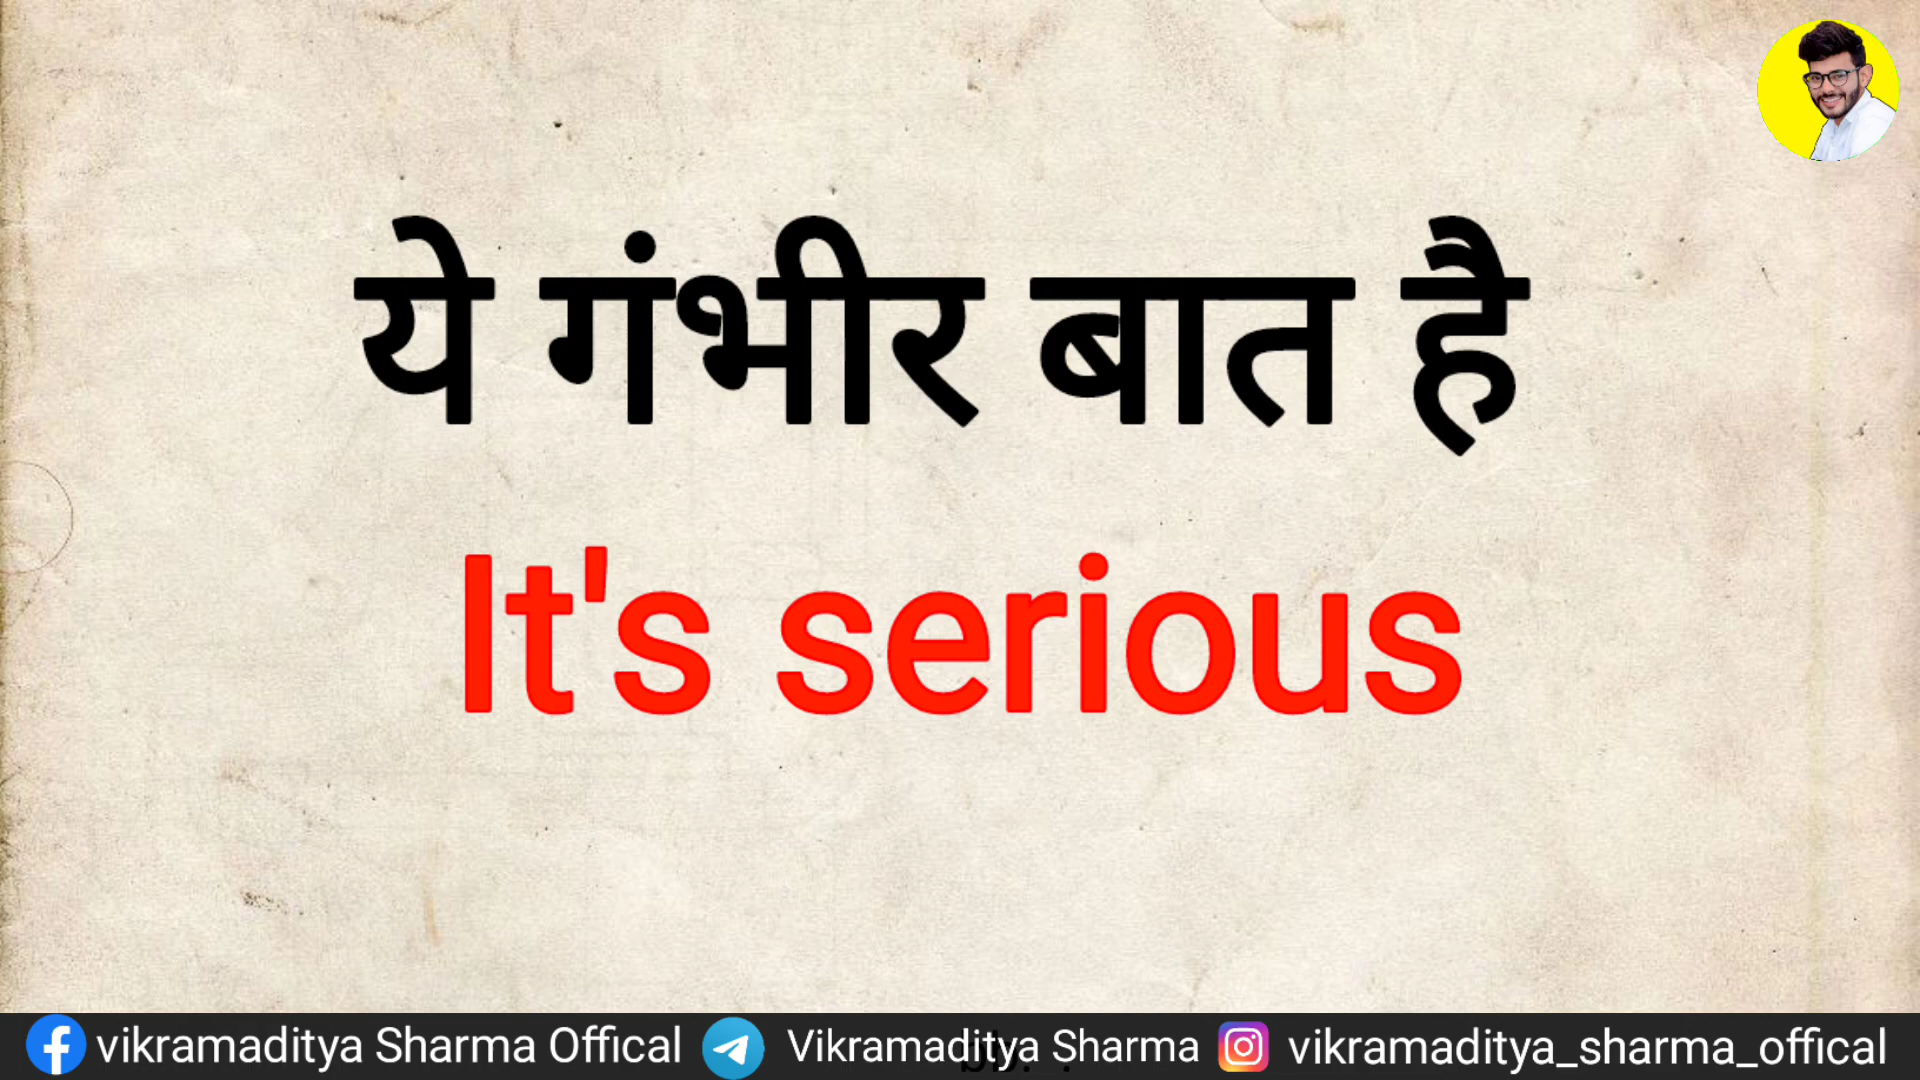 ये गंभीर बात है
It's serious
vikramaditya Sharma Offical Vikramaditya Sharma vikramaditya_sharma_offical